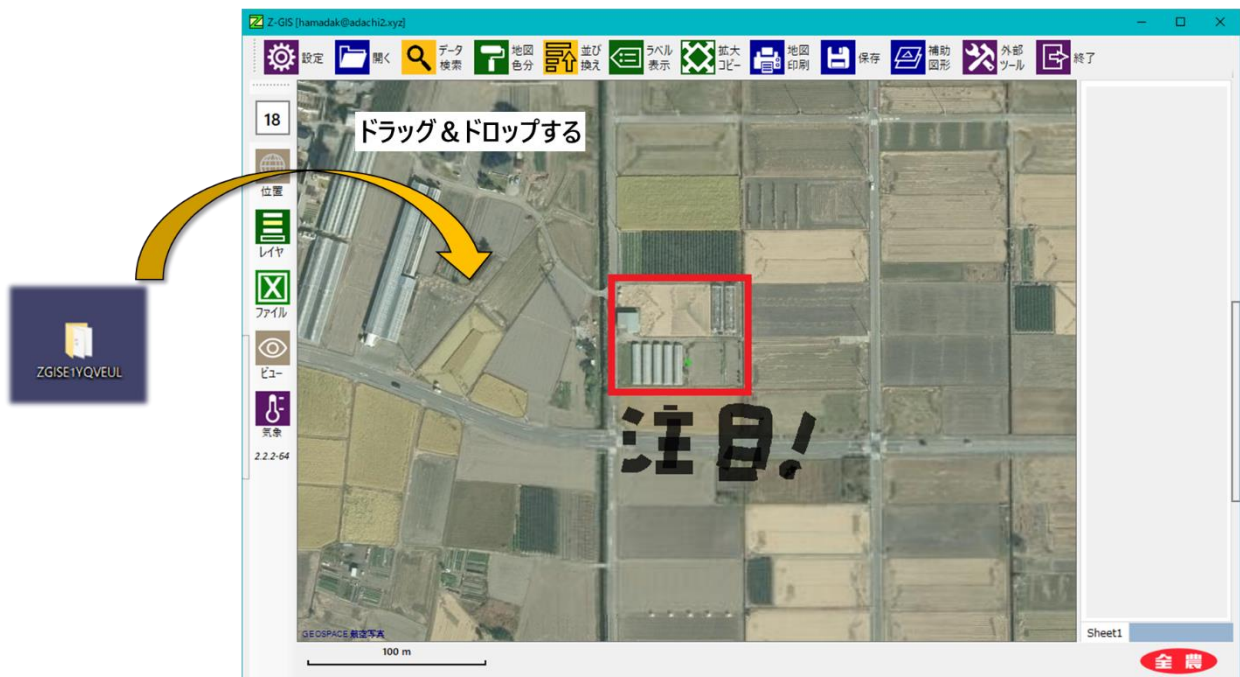 Z-GIS [hamadak@adachi2.xyz]
設定 開く データ検索 地図色分 並び換え ラベル表示 拡大コピー 地図印刷 保存 補助図形 外部ツール 終了
18
ドラッグ＆ドロップする
位置
レイヤ
ファイル
ZGISE1YQVEUL
ビュー
気象
注目!
2.2.2-64
GEOSPACE 航空写真
Sheet1
100 m
全農